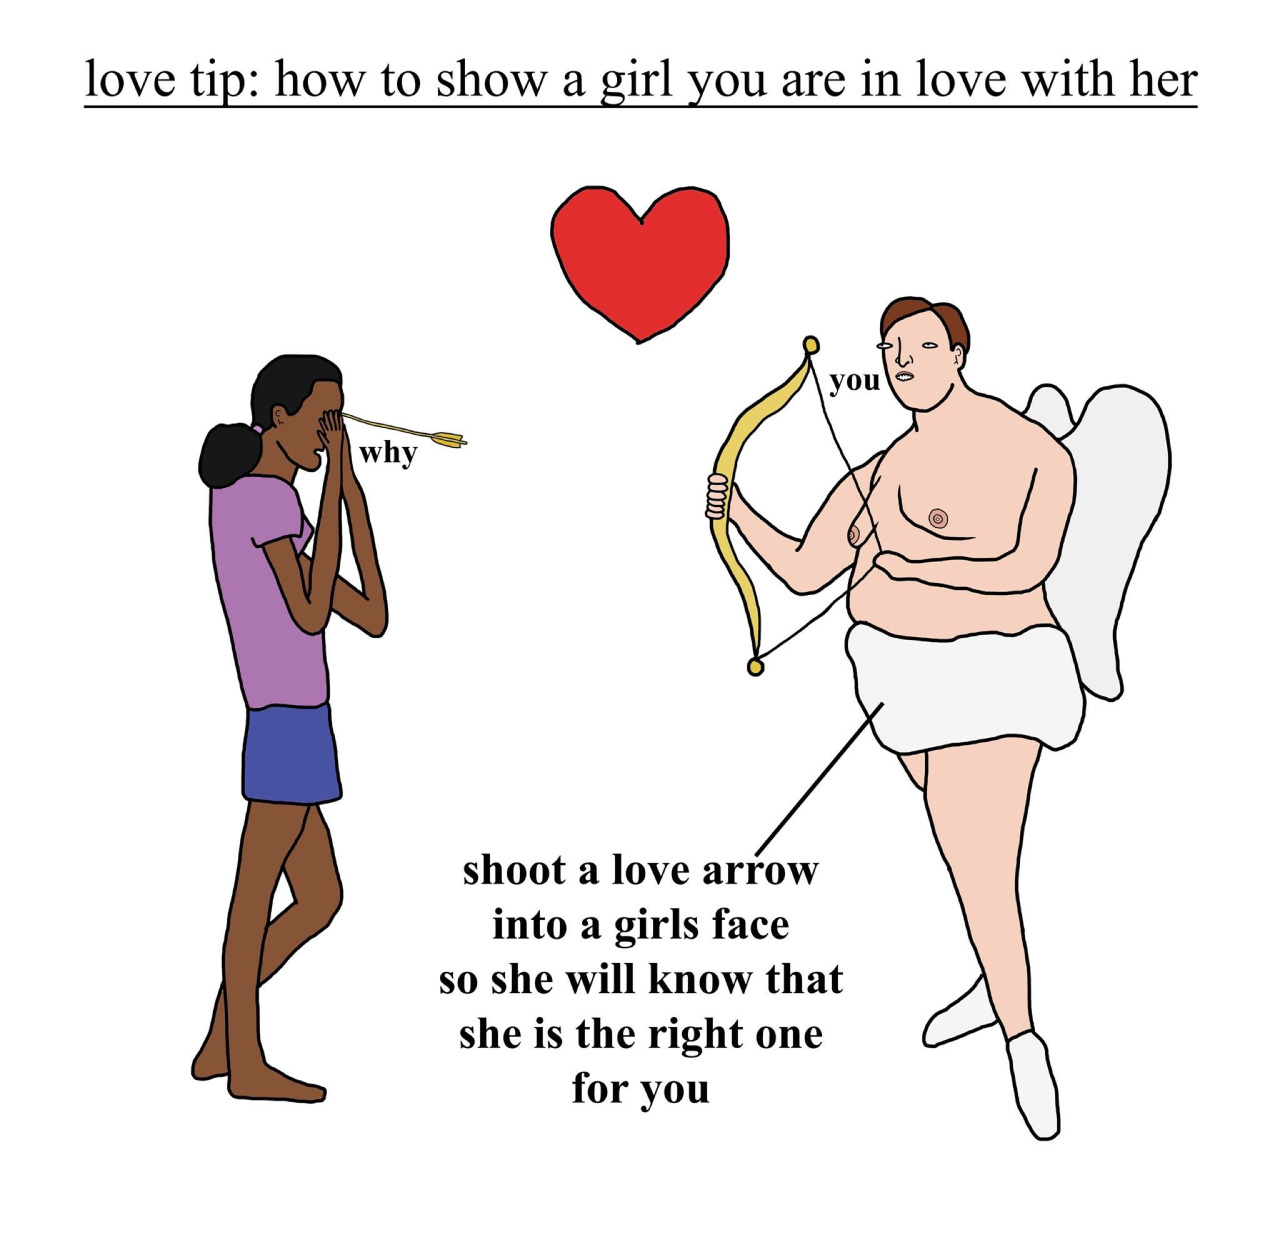 love tip: how to show a girl you are in love with her
you
why
shoot a love arrow
into a girls face
so she will know that
she is the right one
for you